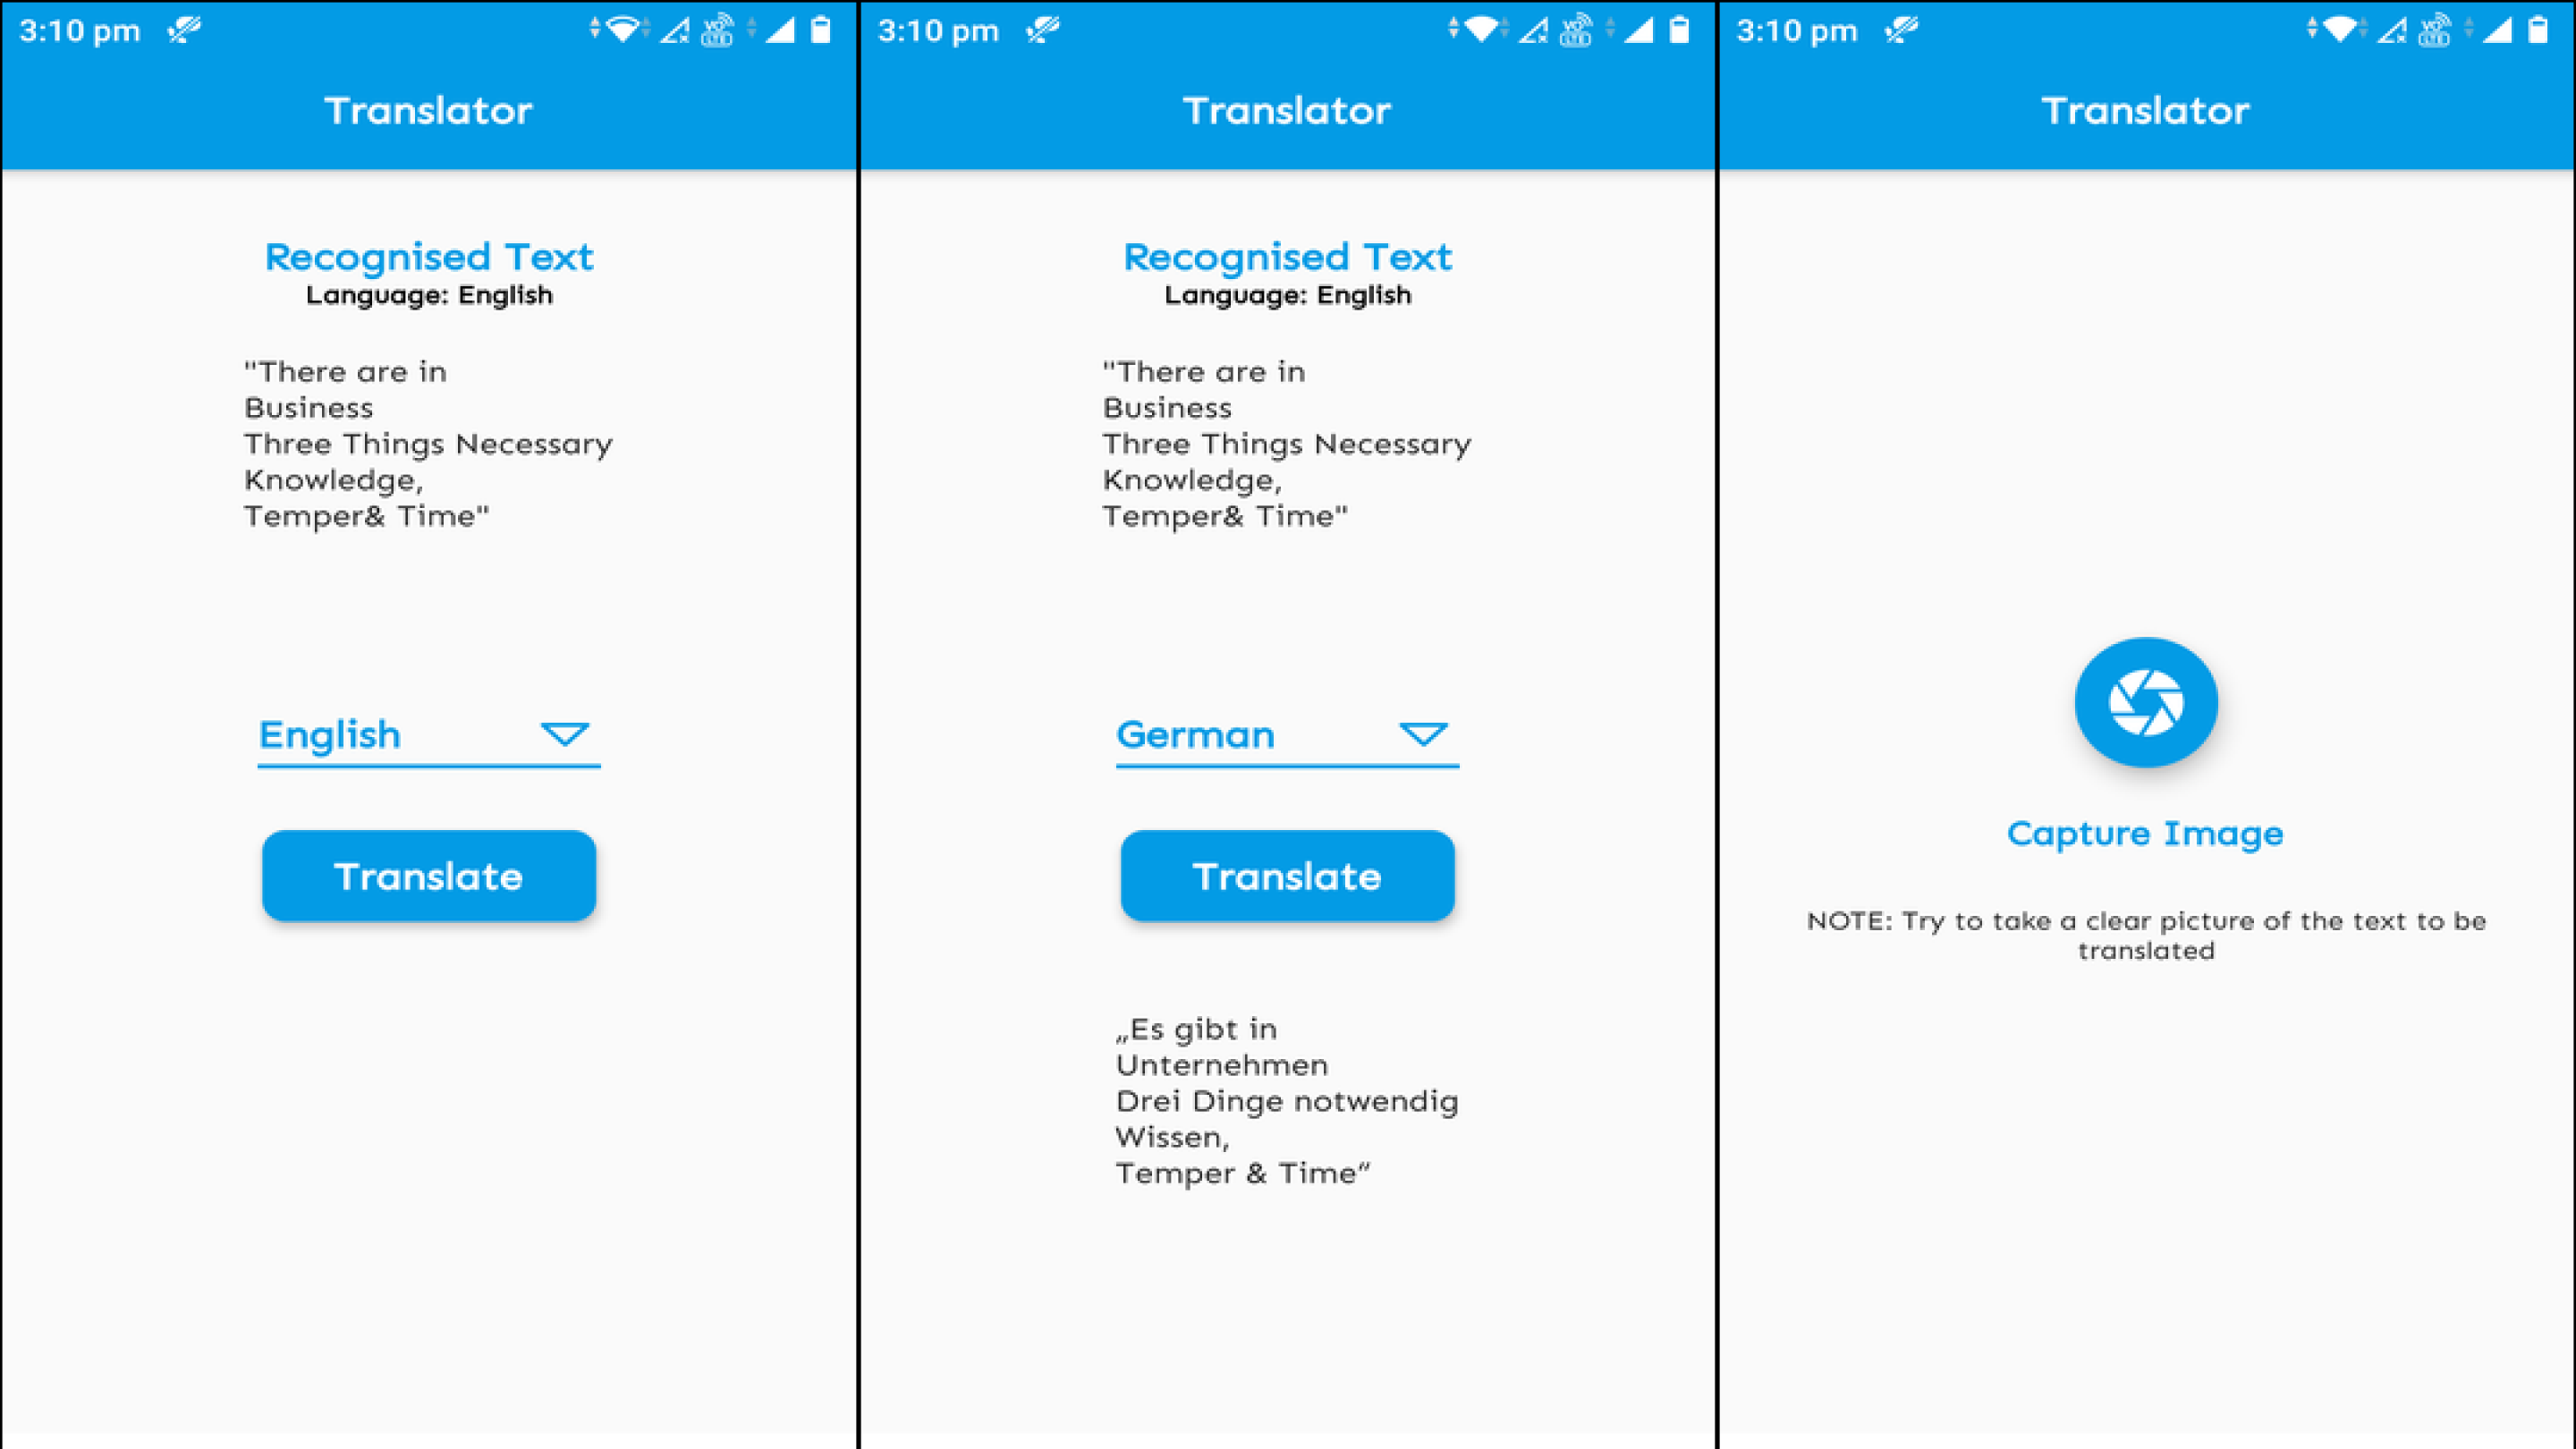 3:10 pm
Translator
Recognised Text
Language: English
"There are in
Business
Three Things Necessary
Knowledge,
Temper& Time"
English
Translate
3:10 pm
Translator
Recognised Text
Language: English
"There are in
Business
Three Things Necessary
Knowledge,
Temper& Time"
German
Translate
„Es gibt in
Unternehmen
Drei Dinge notwendig
Wissen,
Temper & Time“
3:10 pm
Translator
Capture Image
NOTE: Try to take a clear picture of the text to be
translated